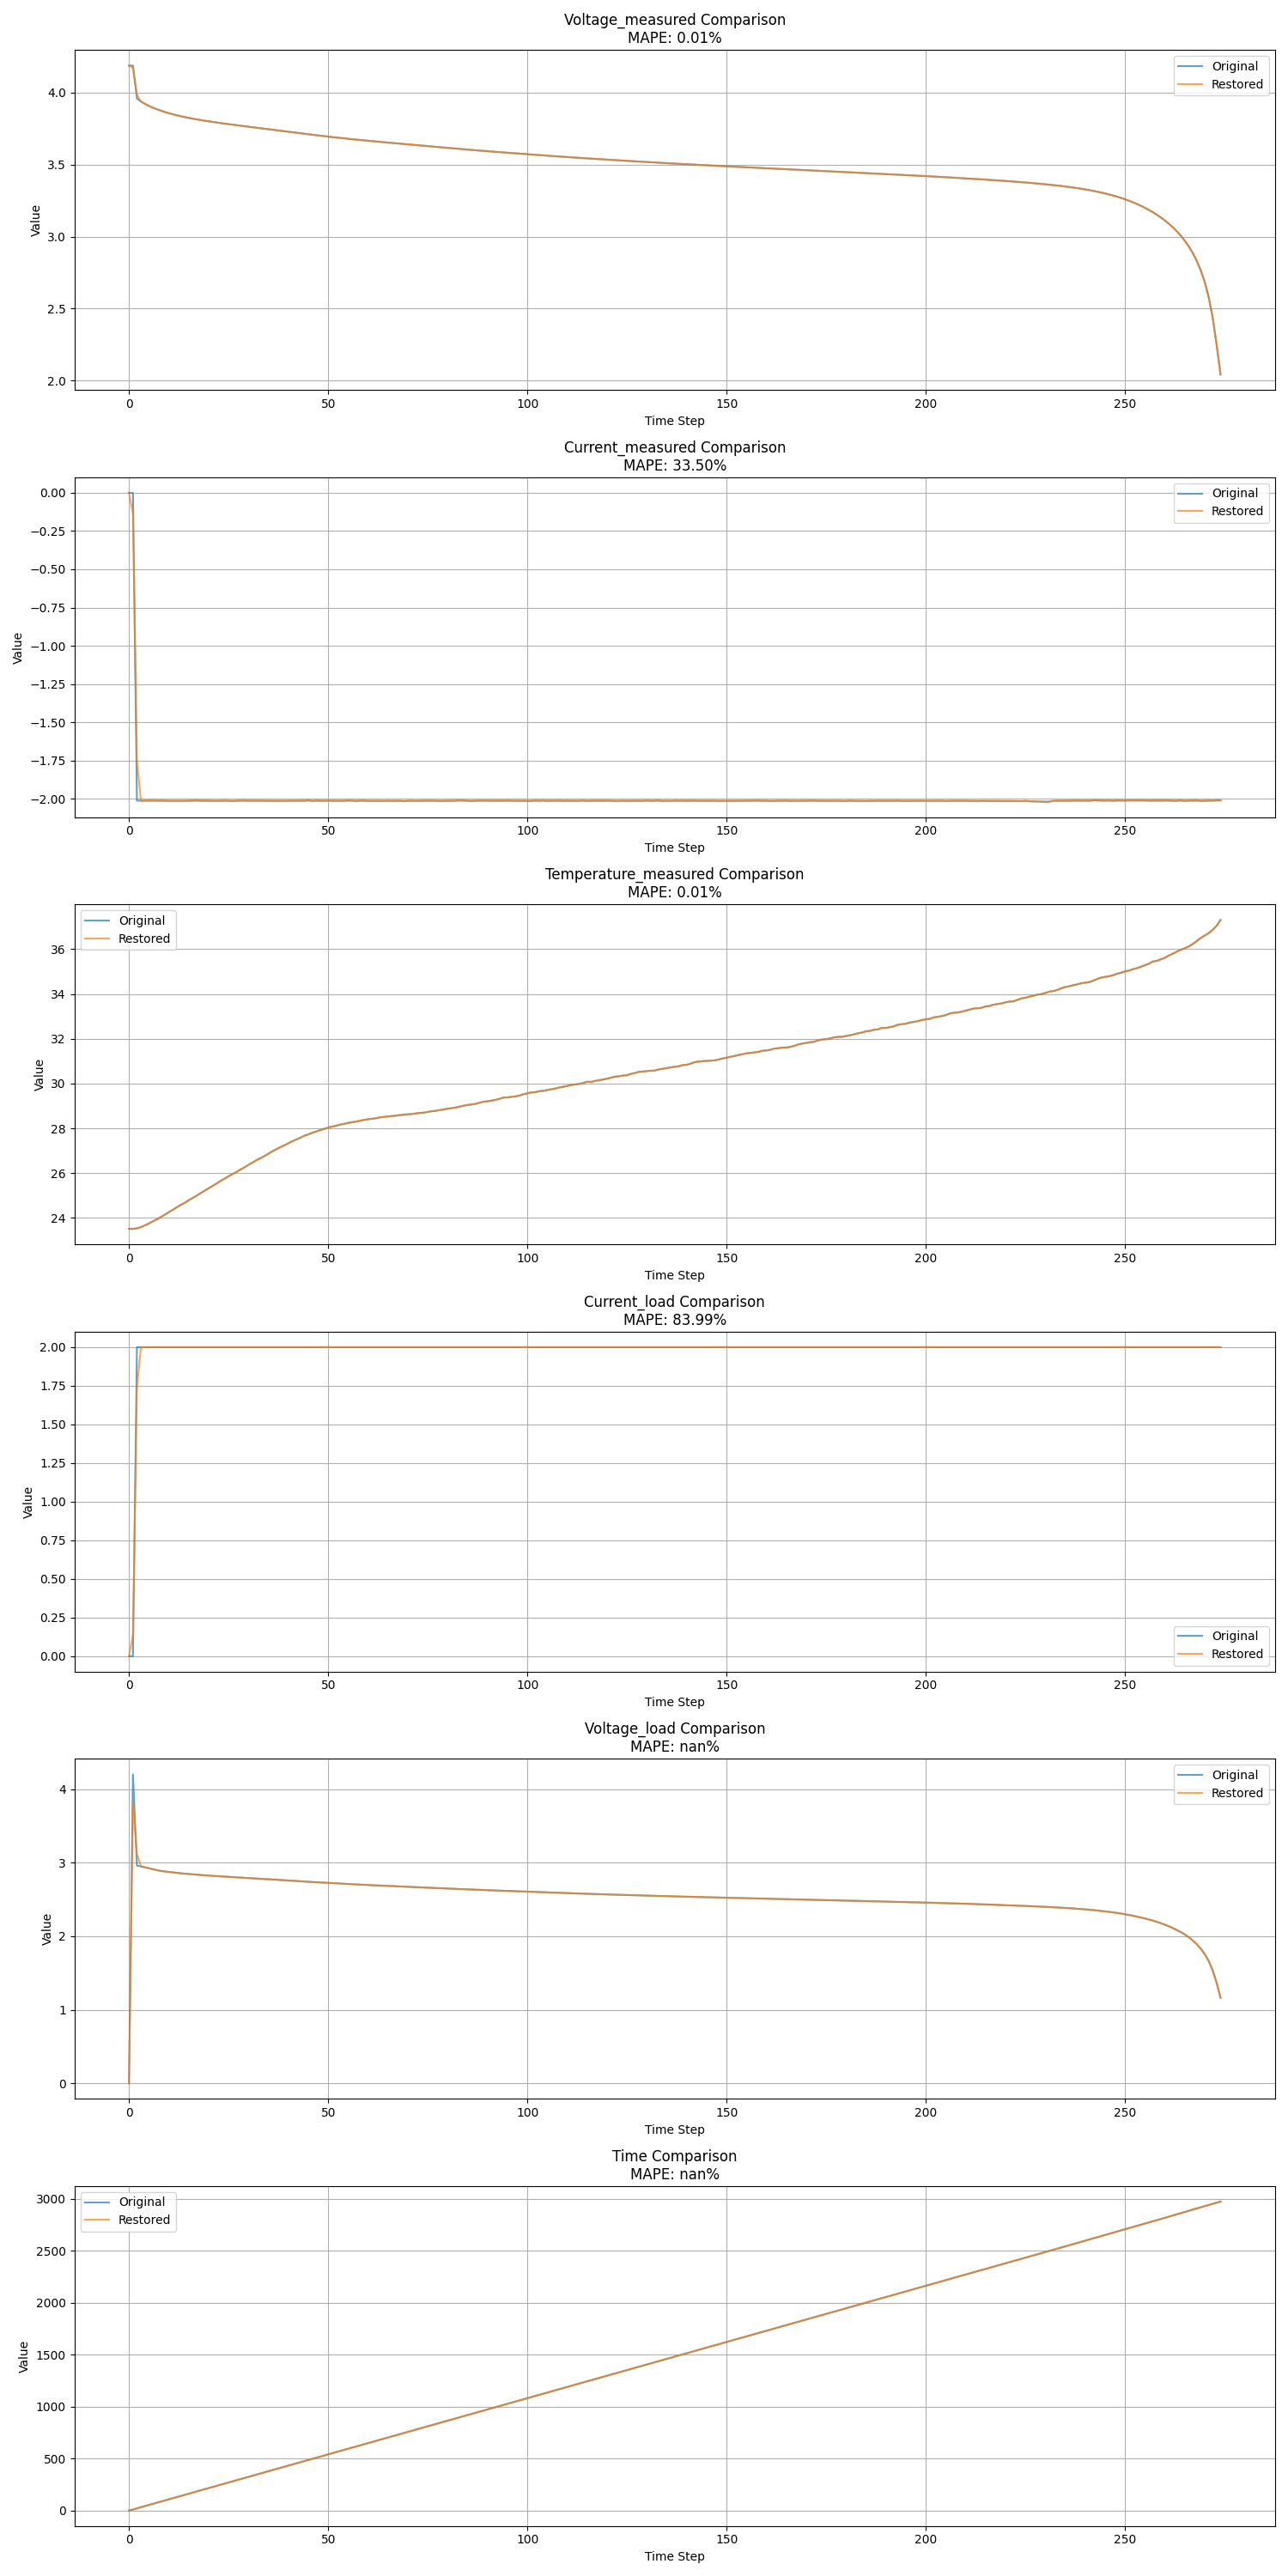 Voltage_measured Comparison
MAPE: 0.01%
Original
Restored
4.0
3.5
3.0
2.5
2.0
Value
0 50 100 150 200 250
Time Step
Current_measured Comparison
MAPE: 33.50%
Original
Restored
0.00
−0.25
−0.50
−0.75
−1.00
−1.25
−1.50
−1.75
−2.00
Value
0 50 100 150 200 250
Time Step
Temperature_measured Comparison
MAPE: 0.01%
Original
Restored
36
34
32
30
28
26
24
Value
0 50 100 150 200 250
Time Step
Current_load Comparison
MAPE: 83.99%
2.00
1.75
1.50
1.25
1.00
0.75
0.50
0.25
0.00
Value
Original
Restored
0 50 100 150 200 250
Time Step
Voltage_load Comparison
MAPE: nan%
Original
Restored
4
3
2
1
0
Value
0 50 100 150 200 250
Time Step
Time Comparison
MAPE: nan%
Original
Restored
3000
2500
2000
1500
1000
500
0
Value
0 50 100 150 200 250
Time Step